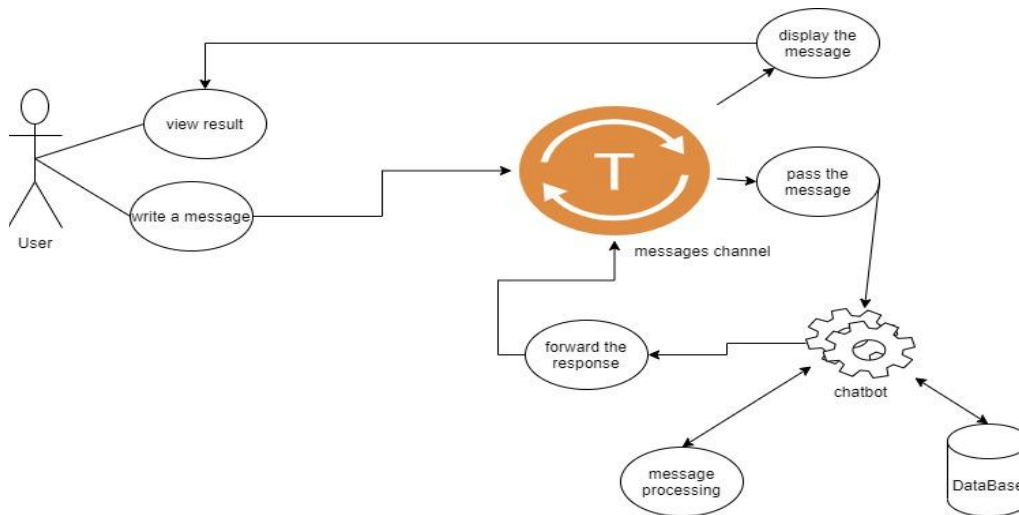 display the
message
view result
T
pass the
message
write a message
User
messages channel
forward the
response
chatbot
message
processing
DataBase